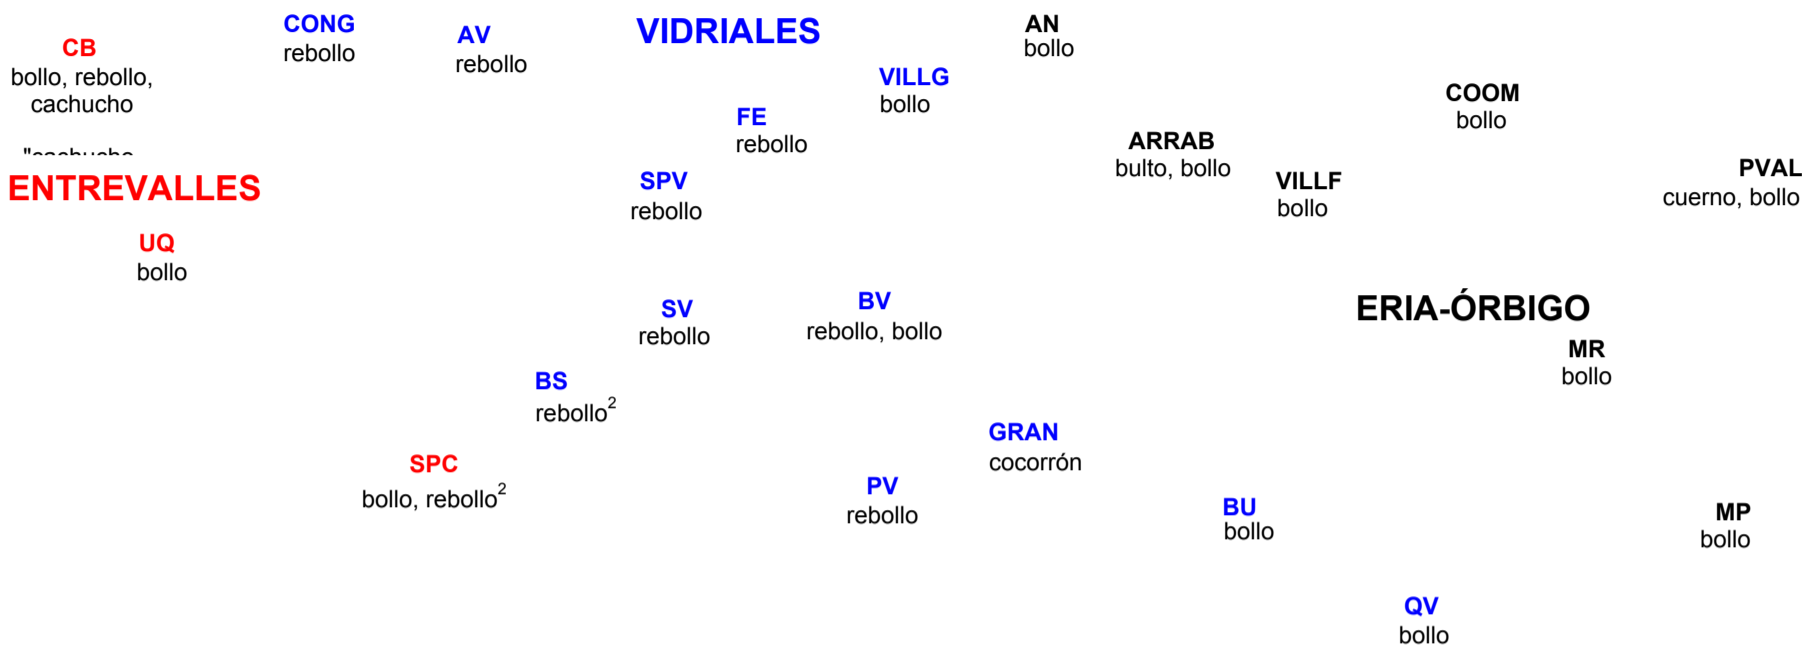 CONG
rebollo
AV
rebollo
VIDRIALES
AN
bollo
CB
bollo, rebollo,
cachucho
VILLG
bollo
COOM
bollo
FE
rebollo
ARRAB
bulto, bollo
"cachucho
ENTREVALLES
SPV
rebollo
VILLF
bollo
PVAL
cuerno, bollo
UQ
bollo
SV
rebollo
BV
rebollo, bollo
ERIA-ÓRBIGO
MR
bollo
BS
rebollo²
GRAN
cocorrón
SPC
bollo, rebollo²
PV
rebollo
BU
bollo
MP
bollo
QV
bollo